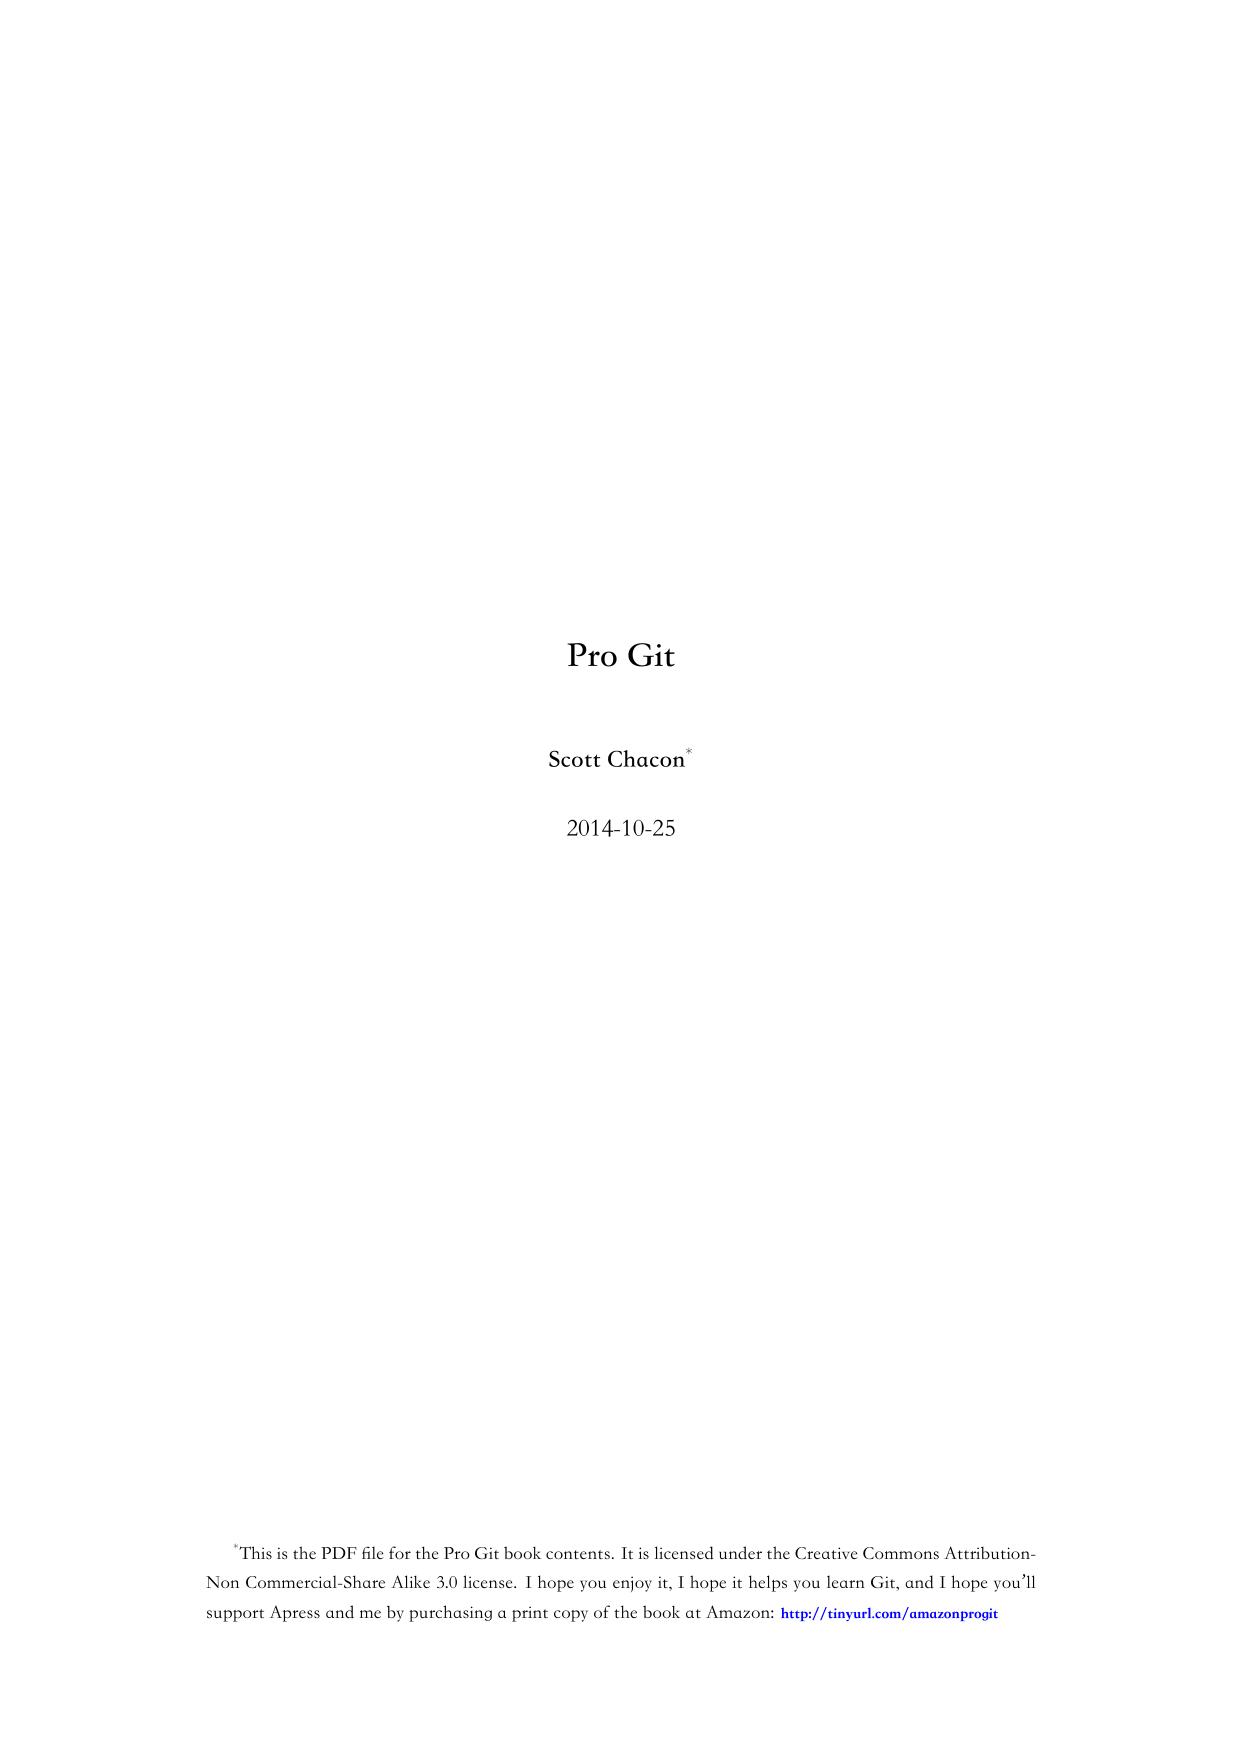 Pro Git
Scott Chacon*
2014-10-25
*This is the PDF file for the Pro Git book contents. It is licensed under the Creative Commons Attribution-
Non Commercial-Share Alike 3.0 license. I hope you enjoy it, I hope it helps you learn Git, and I hope you’ll
support Apress and me by purchasing a print copy of the book at Amazon: http://tinyurl.com/amazonprogit